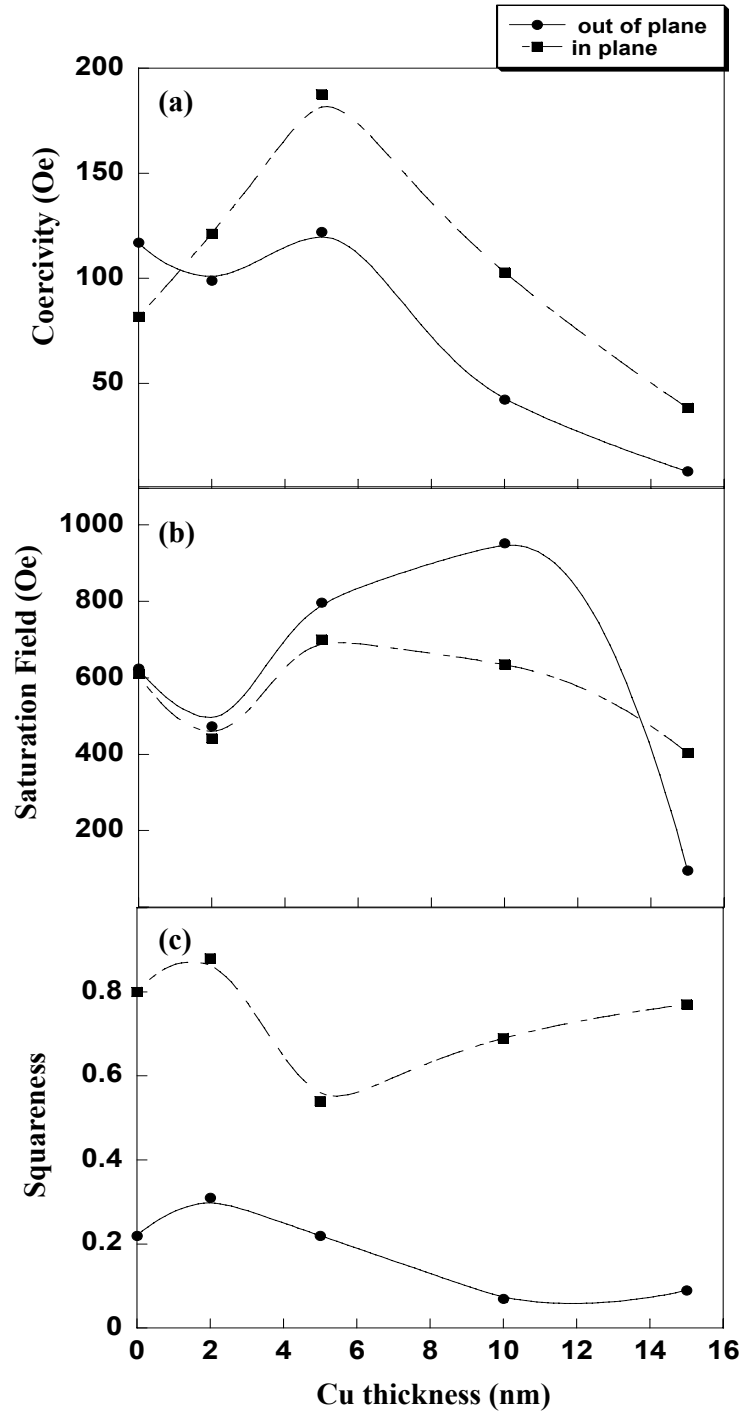 out of plane
in plane
200
(a)
150
Coercivity (Oe)
100
50
1000
(b)
800
Saturation Field (Oe)
600
400
200
(c)
0.8
0.6
Squareness
0.4
0.2
0
0 2 4 6 8 10 12 14 16
Cu thickness (nm)